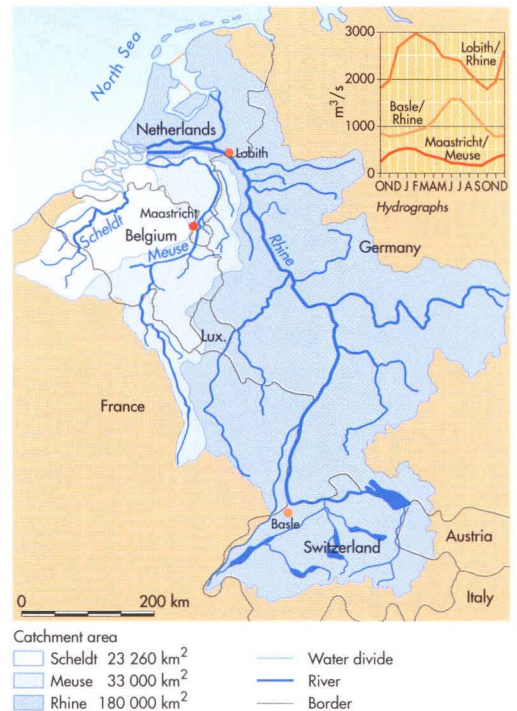 North Sea
3000
Lobith/
Rhine
2000
m³/s
Basle/
Rhine
1000
Maastricht/
Meuse
0
OND J FMAMJ J A SOND
Hydrographs
Netherlands
Lobith
Maastricht
Scheldt
Belgium
Meuse
Rhine
Germany
Lux.
France
Basle
Switzerland
Austria
Italy
0 200 km
Catchment area
Scheldt 23 260 km²
Meuse 33 000 km²
Rhine 180 000 km²
Water divide
River
Border